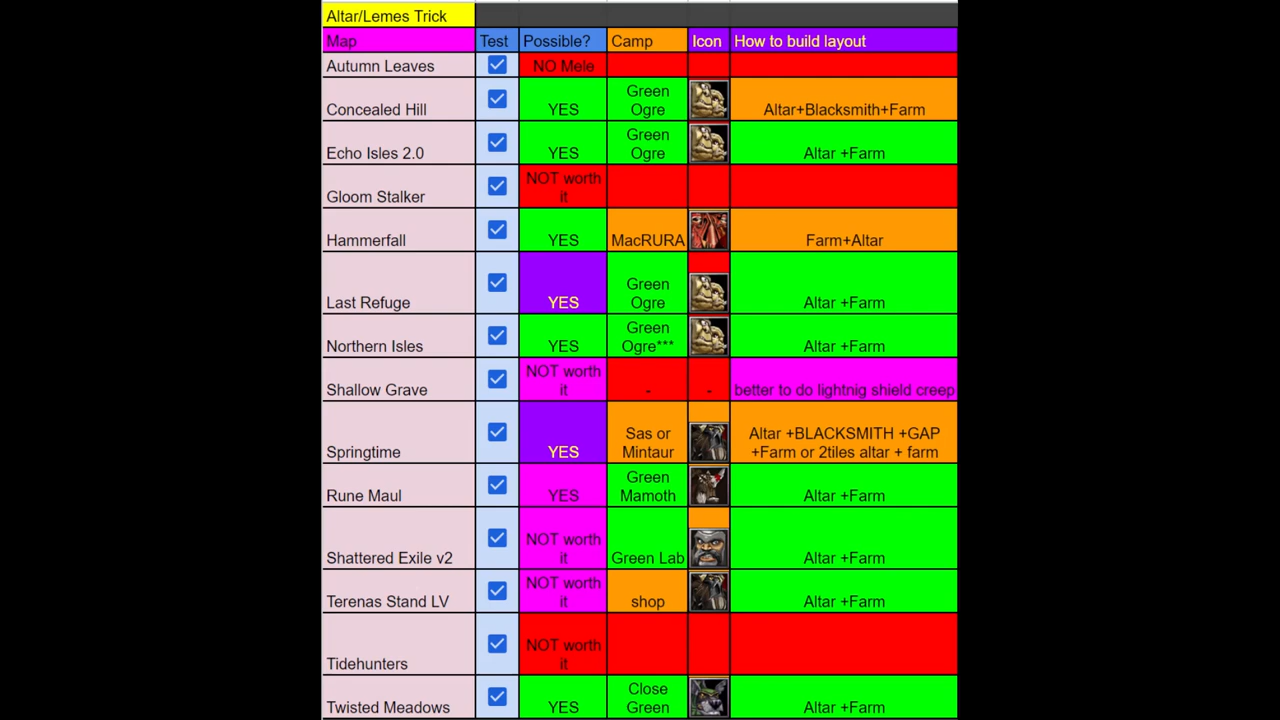 Altar/Lemes Trick
Map Test Possible? Camp Icon How to build layout
Autumn Leaves NO Mele
Concealed Hill YES Green Ogre Altar+Blacksmith+Farm
Echo Isles 2.0 YES Green Ogre Altar +Farm
Gloom Stalker NOT worth it
Hammerfall YES MacRURA Farm+Altar
Last Refuge YES Green Ogre Altar +Farm
Northern Isles YES Green Ogre*** Altar +Farm
Shallow Grave NOT worth it - - better to do lightnig shield creep
Springtime YES Sas or Mintaur Altar +BLACKSMITH +GAP +Farm or 2tiles altar + farm
Rune Maul YES Green Mamoth Altar +Farm
Shattered Exile v2 NOT worth it Green Lab Altar +Farm
Terenas Stand LV NOT worth it shop Altar +Farm
Tidehunters NOT worth it
Twisted Meadows YES Close Green Altar +Farm